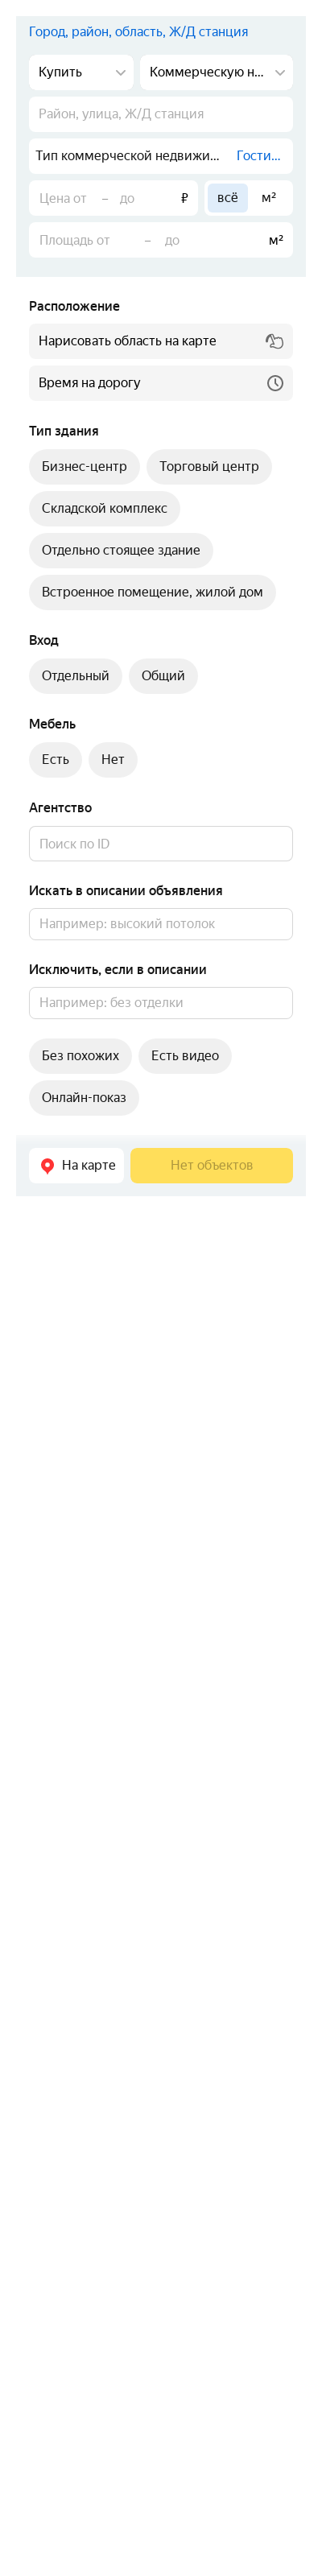 Город, район, область, Ж/Д станция
Купить Коммерческую н...
Район, улица, Ж/Д станция
Тип коммерческой недвижи... Гости...
Цена от – до ₽ всё м²
Площадь от – до м²
Расположение
Нарисовать область на карте
Время на дорогу
Тип здания
Бизнес-центр Торговый центр
Складской комплекс
Отдельно стоящее здание
Встроенное помещение, жилой дом
Вход
Отдельный Общий
Мебель
Есть Нет
Агентство
Поиск по ID
Искать в описании объявления
Например: высокий потолок
Исключить, если в описании
Например: без отделки
Без похожих Есть видео
Онлайн-показ
На карте Нет объектов